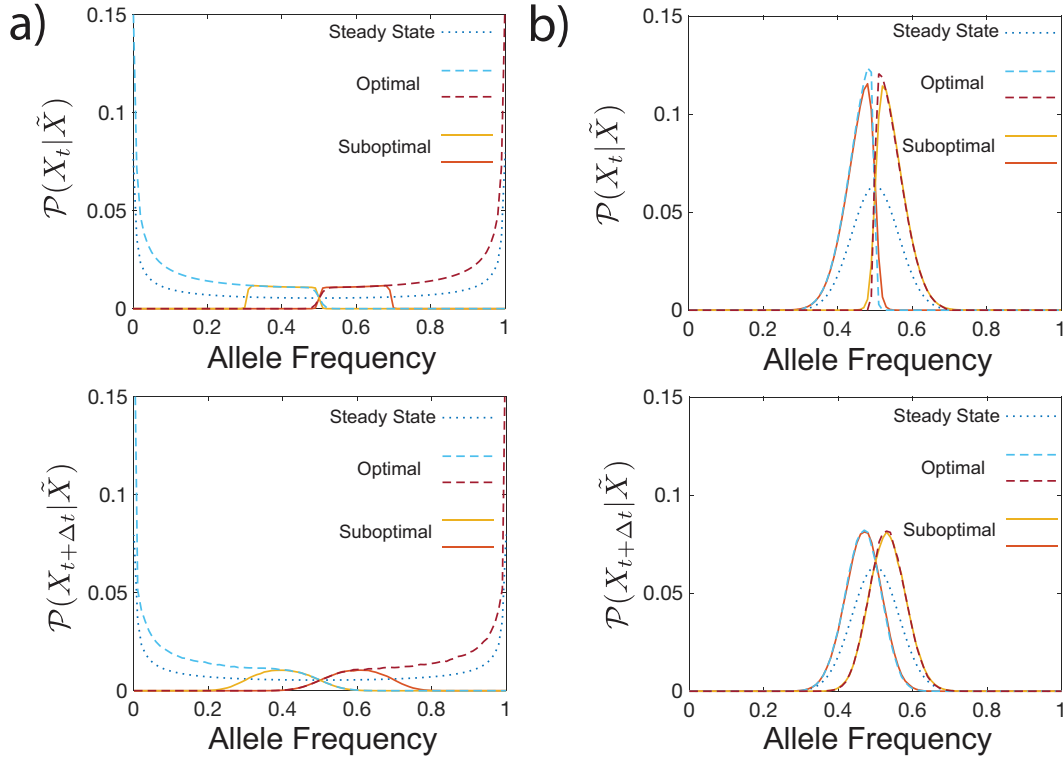 a)
0.15
0.1
0.05
0
0 0.2 0.4 0.6 0.8 1
Allele Frequency
𝒫(X_t|X̃)
Steady State
Optimal
Suboptimal
b)
0.15
0.1
0.05
0
0 0.2 0.4 0.6 0.8 1
Allele Frequency
𝒫(X_t|X̃)
Steady State
Optimal
Suboptimal
0.15
0.1
0.05
0
0 0.2 0.4 0.6 0.8 1
Allele Frequency
𝒫(X_{t+Δt}|X̃)
Steady State
Optimal
Suboptimal
0.15
0.1
0.05
0
0 0.2 0.4 0.6 0.8 1
Allele Frequency
𝒫(X_{t+Δt}|X̃)
Steady State
Optimal
Suboptimal